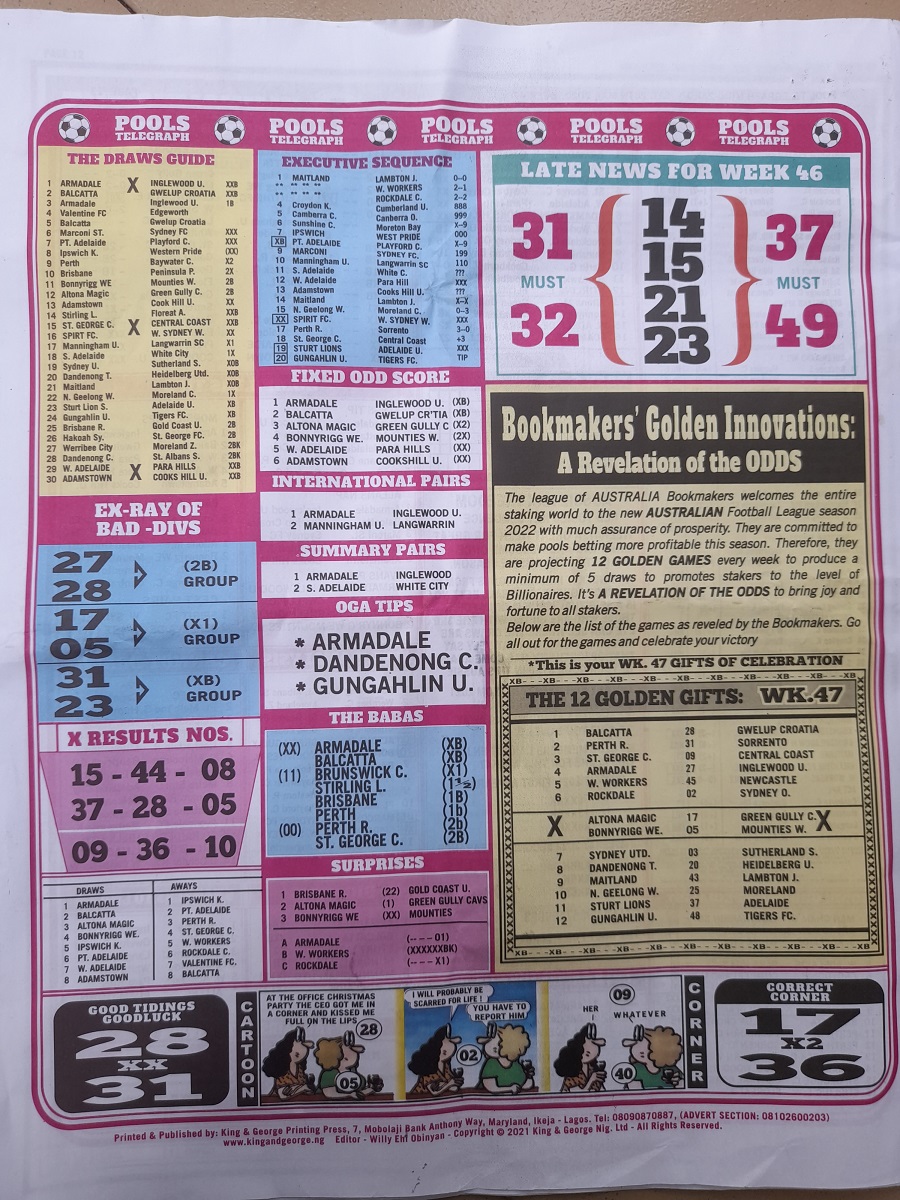 POOLS TELEGRAPH POOLS TELEGRAPH POOLS TELEGRAPH POOLS TELEGRAPH POOLS TELEGRAPH
THE DRAWS GUIDE
1 ARMADALE X INGLEWOOD U. XXB
2 BALCATTA GWELUP CROATIA XXB
3 Armadale Inglewood U. 1B
4 Valentine FC Edgeworth
5 Balcatta Gwelup Croatia
6 Marconi ST. Sydney FC XXX
7 PT. Adelaide Playford C. XXX
8 Ipswich K. Western Pride (XX)
9 Perth Baywater C. X2
10 Brisbane Peninsula P. 2X
11 Bonnyrigg WE Mounties W. 2B
12 Altona Magic Green Gully C. 2B
13 Adamstown Cook Hill U. XX
14 Stirling L. Floreat A. XXB
15 ST. GEORGE C. X CENTRAL COAST XXB
16 SPIRT FC. W. SYDNEY W. XX
17 Manningham U. Langwarrin SC X1
18 S. Adelaide White City 1X
19 Sydney U. Sutherland S. XOB
20 Dandenong T. Heidelberg Utd. XOB
21 Maitland Lambton J. XOB
22 N. Geelong W. Moreland C. 1X
23 Sturt Lion S. Adelaide U. XB
24 Gungahlin U. Tigers FC. XB
25 Brisbane R. Gold Coast U. 2B
26 Hakoah Sy. St. George FC. 2B
27 Werribee City Moreland Z. 2BK
28 Dandenong C. St. Albans S. 2BK
29 W. ADELAIDE X PARA HILLS XXB
30 ADAMSTOWN COOKS HILL U. XXB
EX-RAY OF
BAD -DIVS
27
28
(2B)
GROUP
17
05
(X1)
GROUP
31
23
(XB)
GROUP
X RESULTS NOS.
15 - 44 - 08
37 - 28 - 05
09 - 36 - 10
DRAWS
1 ARMADALE
2 BALCATTA
3 ALTONA MAGIC
4 BONNYRIGG WE.
5 IPSWICH K.
6 PT. ADELAIDE
7 W. ADELAIDE
8 ADAMSTOWN
AWAYS
1 IPSWICH K.
2 PT. ADELAIDE
3 PERTH R.
4 ST. GEORGE C.
5 W. WORKERS
6 ROCKDALE C.
7 VALENTINE FC.
8 BALCATTA
EXECUTIVE SEQUENCE
1 MAITLAND LAMBTON J. 0–0
** ** ** ** W. WORKERS 2–1
** ** ** ** ROCKDALE C. 2–2
4 Croydon K. Cumberland U. 888
5 Camberra C. Canberra O. 999
6 Sunshine C. Moreton Bay X–9
7 IPSWICH WEST PRIDE 000
XB PT. ADELAIDE PLAYFORD C. X–9
9 MARCONI SYDNEY FC. 199
10 Manningham U. Langwarrin SC 110
11 S. Adelaide White C. ???
12 W. Adelaide Para Hill XXX
13 Adamstown Cooks Hill U. ???
14 Maitland Lambton J. X–X
15 N. Geelong W. Moreland C. 0–3
XX SPIRIT FC. W. SYDNEY W. XXX
17 Perth R. Sorrento 3–0
18 St. George C. Central Coast +3
19 STURT LIONS ADELAIDE U. XXX
20 GUNGAHLIN U. TIGERS FC. TIP
FIXED ODD SCORE
1 ARMADALE INGLEWOOD U. (XB)
2 BALCATTA GWELUP CR'TIA (XB)
3 ALTONA MAGIC GREEN GULLY C (X2)
4 BONNYRIGG WE. MOUNTIES W. (2X)
5 W. ADELAIDE PARA HILLS (XX)
6 ADAMSTOWN COOKSHILL U. (XX)
INTERNATIONAL PAIRS
1 ARMADALE INGLEWOOD U.
2 MANNINGHAM U. LANGWARRIN
SUMMARY PAIRS
1 ARMADALE INGLEWOOD
2 S. ADELAIDE WHITE CITY
OGA TIPS
* ARMADALE
* DANDENONG C.
* GUNGAHLIN U.
THE BABAS
(XX) ARMADALE (XB)
BALCATTA (XB)
(11) BRUNSWICK C. (X1)
STIRLING L.
BRISBANE (1B)
PERTH (1b)
(00) PERTH R. (2b)
ST. GEORGE C. (2B)
SURPRISES
1 BRISBANE R. (22) GOLD COAST U.
2 ALTONA MAGIC (1) GREEN GULLY CAVS
3 BONNYRIGG WE (XX) MOUNTIES
A ARMADALE (– – – 01)
B W. WORKERS (XXXXXXBK)
C ROCKDALE (– – – X1)
LATE NEWS FOR WEEK 46
31
MUST
32
14
15
21
23
37
MUST
49
Bookmakers' Golden Innovations:
A Revelation of the ODDS
The league of AUSTRALIA Bookmakers welcomes the entire
staking world to the new AUSTRALIAN Football League season
2022 with much assurance of prosperity. They are committed to
make pools betting more profitable this season. Therefore, they
are projecting 12 GOLDEN GAMES every week to produce a
minimum of 5 draws to promotes stakers to the level of
Billionaires. It's A REVELATION OF THE ODDS to bring joy and
fortune to all stakers.
Below are the list of the games as reveled by the Bookmakers. Go
all out for the games and celebrate your victory
*This is your WK. 47 GIFTS OF CELEBRATION
THE 12 GOLDEN GIFTS: WK.47
1 BALCATTA 28 GWELUP CROATIA
2 PERTH R. 31 SORRENTO
3 ST. GEORGE C. 09 CENTRAL COAST
4 ARMADALE 27 INGLEWOOD U.
5 W. WORKERS 45 NEWCASTLE
6 ROCKDALE 02 SYDNEY O.
X ALTONA MAGIC 17 GREEN GULLY C. X
BONNYRIGG WE. 05 MOUNTIES W.
7 SYDNEY UTD. 03 SUTHERLAND S.
8 DANDENONG T. 20 HEIDELBERG U.
9 MAITLAND 43 LAMBTON J.
10 N. GEELONG W. 25 MORELAND
11 STURT LIONS 37 ADELAIDE
12 GUNGAHLIN U. 48 TIGERS FC.
GOOD TIDINGS
GOODLUCK
28
XX
31
CARTOON
AT THE OFFICE CHRISTMAS
PARTY THE CEO GOT ME IN
A CORNER AND KISSED ME
FULL ON THE LIPS
28
05
I WILL PROBABLY BE
SCARRED FOR LIFE!
YOU HAVE TO
REPORT HIM
02
09
HER
!
WHATEVER
40
CORNER
CORRECT
CORNER
17
X2
36
Printed & Published by: King & George Printing Press, 7, Mobolaji Bank Anthony Way, Maryland, Ikeja - Lagos. Tel: 08090870887, (ADVERT SECTION: 08102600203)
www.kingandgeorge.ng Editor - Willy Ehi Obinyan - Copyright © 2021 King & George Nig. Ltd - All Rights Reserved.